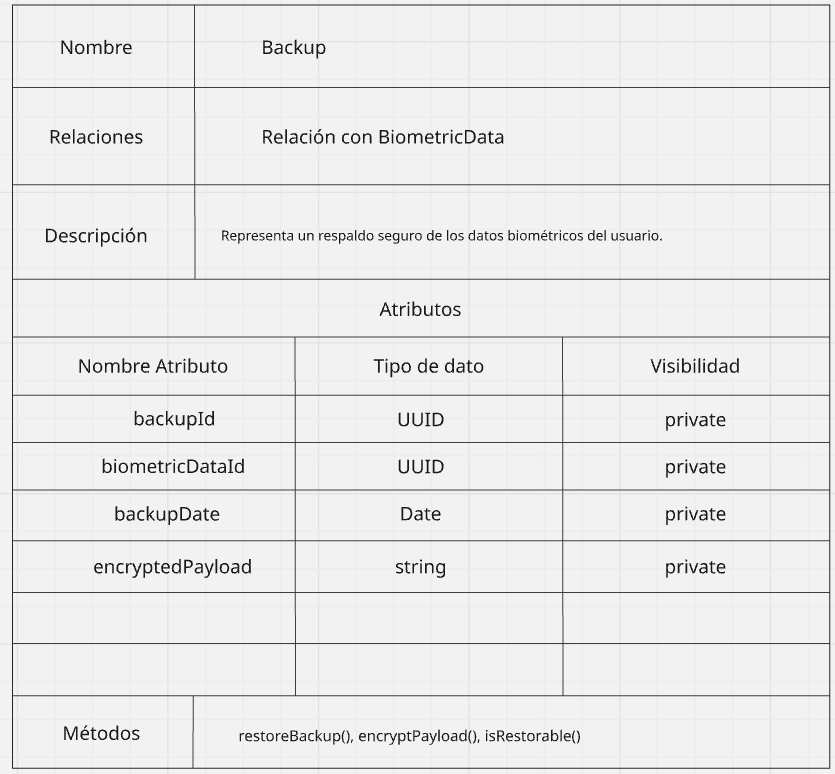 Nombre Backup
Relaciones Relación con BiometricData
Descripción Representa un respaldo seguro de los datos biométricos del usuario.
Atributos
Nombre Atributo Tipo de dato Visibilidad
backupId UUID private
biometricDataId UUID private
backupDate Date private
encryptedPayload string private
Métodos restoreBackup(), encryptPayload(), isRestorable()